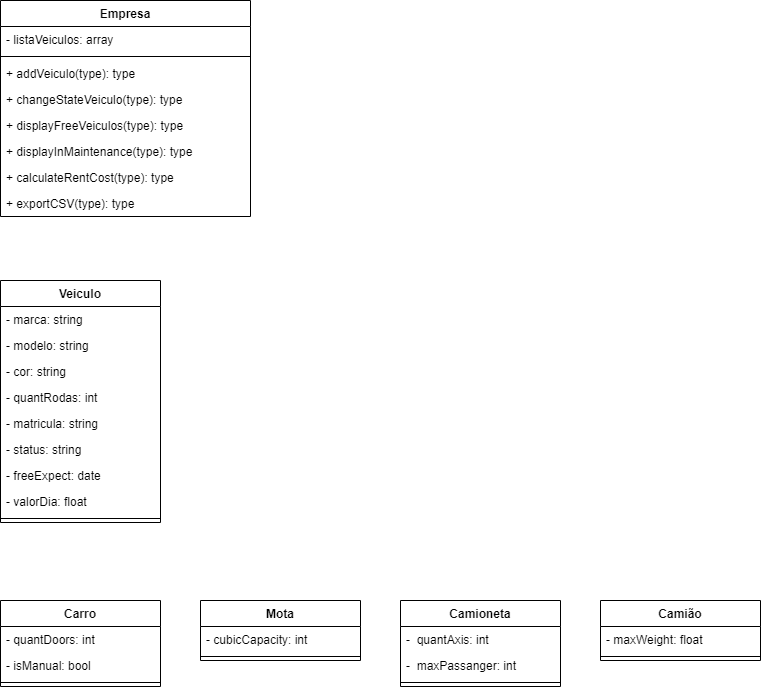 Empresa
- listaVeiculos: array
+ addVeiculo(type): type
+ changeStateVeiculo(type): type
+ displayFreeVeiculos(type): type
+ displayInMaintenance(type): type
+ calculateRentCost(type): type
+ exportCSV(type): type
Veiculo
- marca: string
- modelo: string
- cor: string
- quantRodas: int
- matricula: string
- status: string
- freeExpect: date
- valorDia: float
Carro
- quantDoors: int
- isManual: bool
Mota
- cubicCapacity: int
Camioneta
- quantAxis: int
- maxPassanger: int
Camião
- maxWeight: float